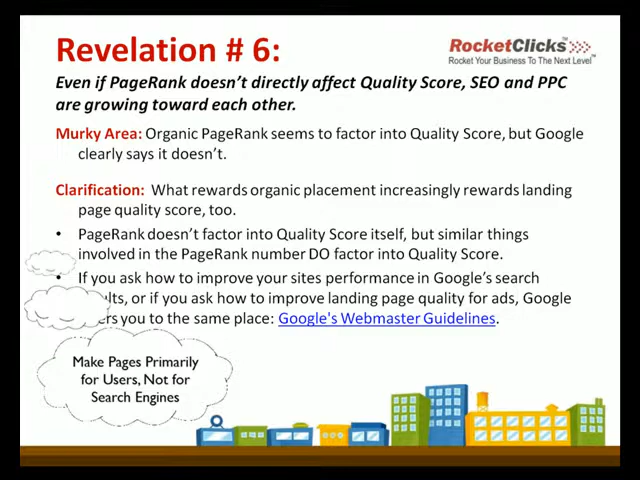 Revelation # 6:
RocketClicks
Rocket Your Business To The Next Level
Even if PageRank doesn't directly affect Quality Score, SEO and PPC
are growing toward each other.
Murky Area: Organic PageRank seems to factor into Quality Score, but Google
clearly says it doesn't.
Clarification: What rewards organic placement increasingly rewards landing
page quality score, too.
• PageRank doesn't factor into Quality Score itself, but similar things
involved in the PageRank number DO factor into Quality Score.
• If you ask how to improve your sites performance in Google's search
ults, or if you ask how to improve landing page quality for ads, Google
rs you to the same place: Google's Webmaster Guidelines.
Make Pages Primarily
for Users, Not for
Search Engines